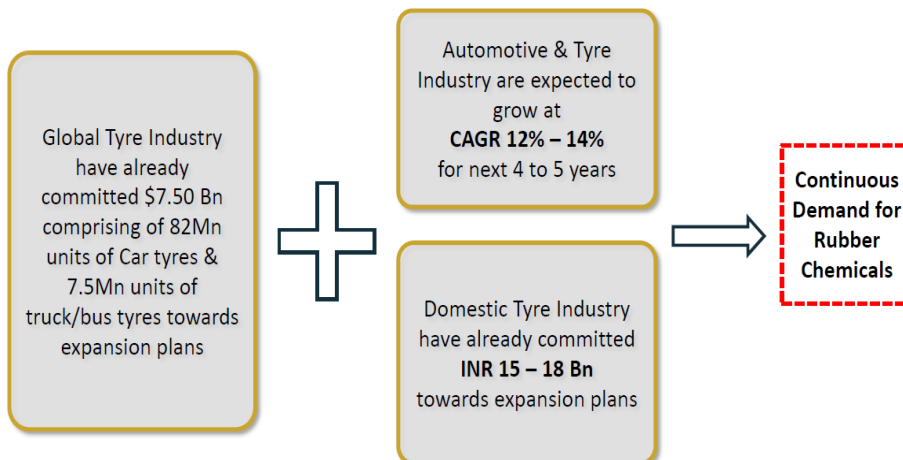 Global Tyre Industry
have already
committed $7.50 Bn
comprising of 82Mn
units of Car tyres &
7.5Mn units of
truck/bus tyres towards
expansion plans
Automotive & Tyre
Industry are expected to
grow at
CAGR 12% – 14%
for next 4 to 5 years
Domestic Tyre Industry
have already committed
INR 15 – 18 Bn
towards expansion plans
Continuous
Demand for
Rubber
Chemicals